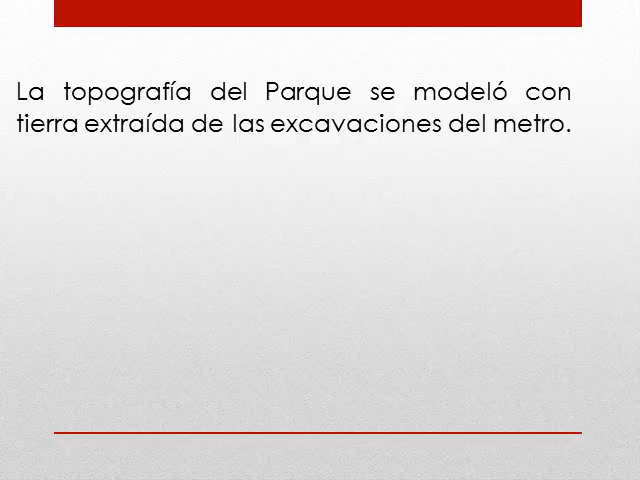 La topografía del Parque se modeló con
tierra extraída de las excavaciones del metro.